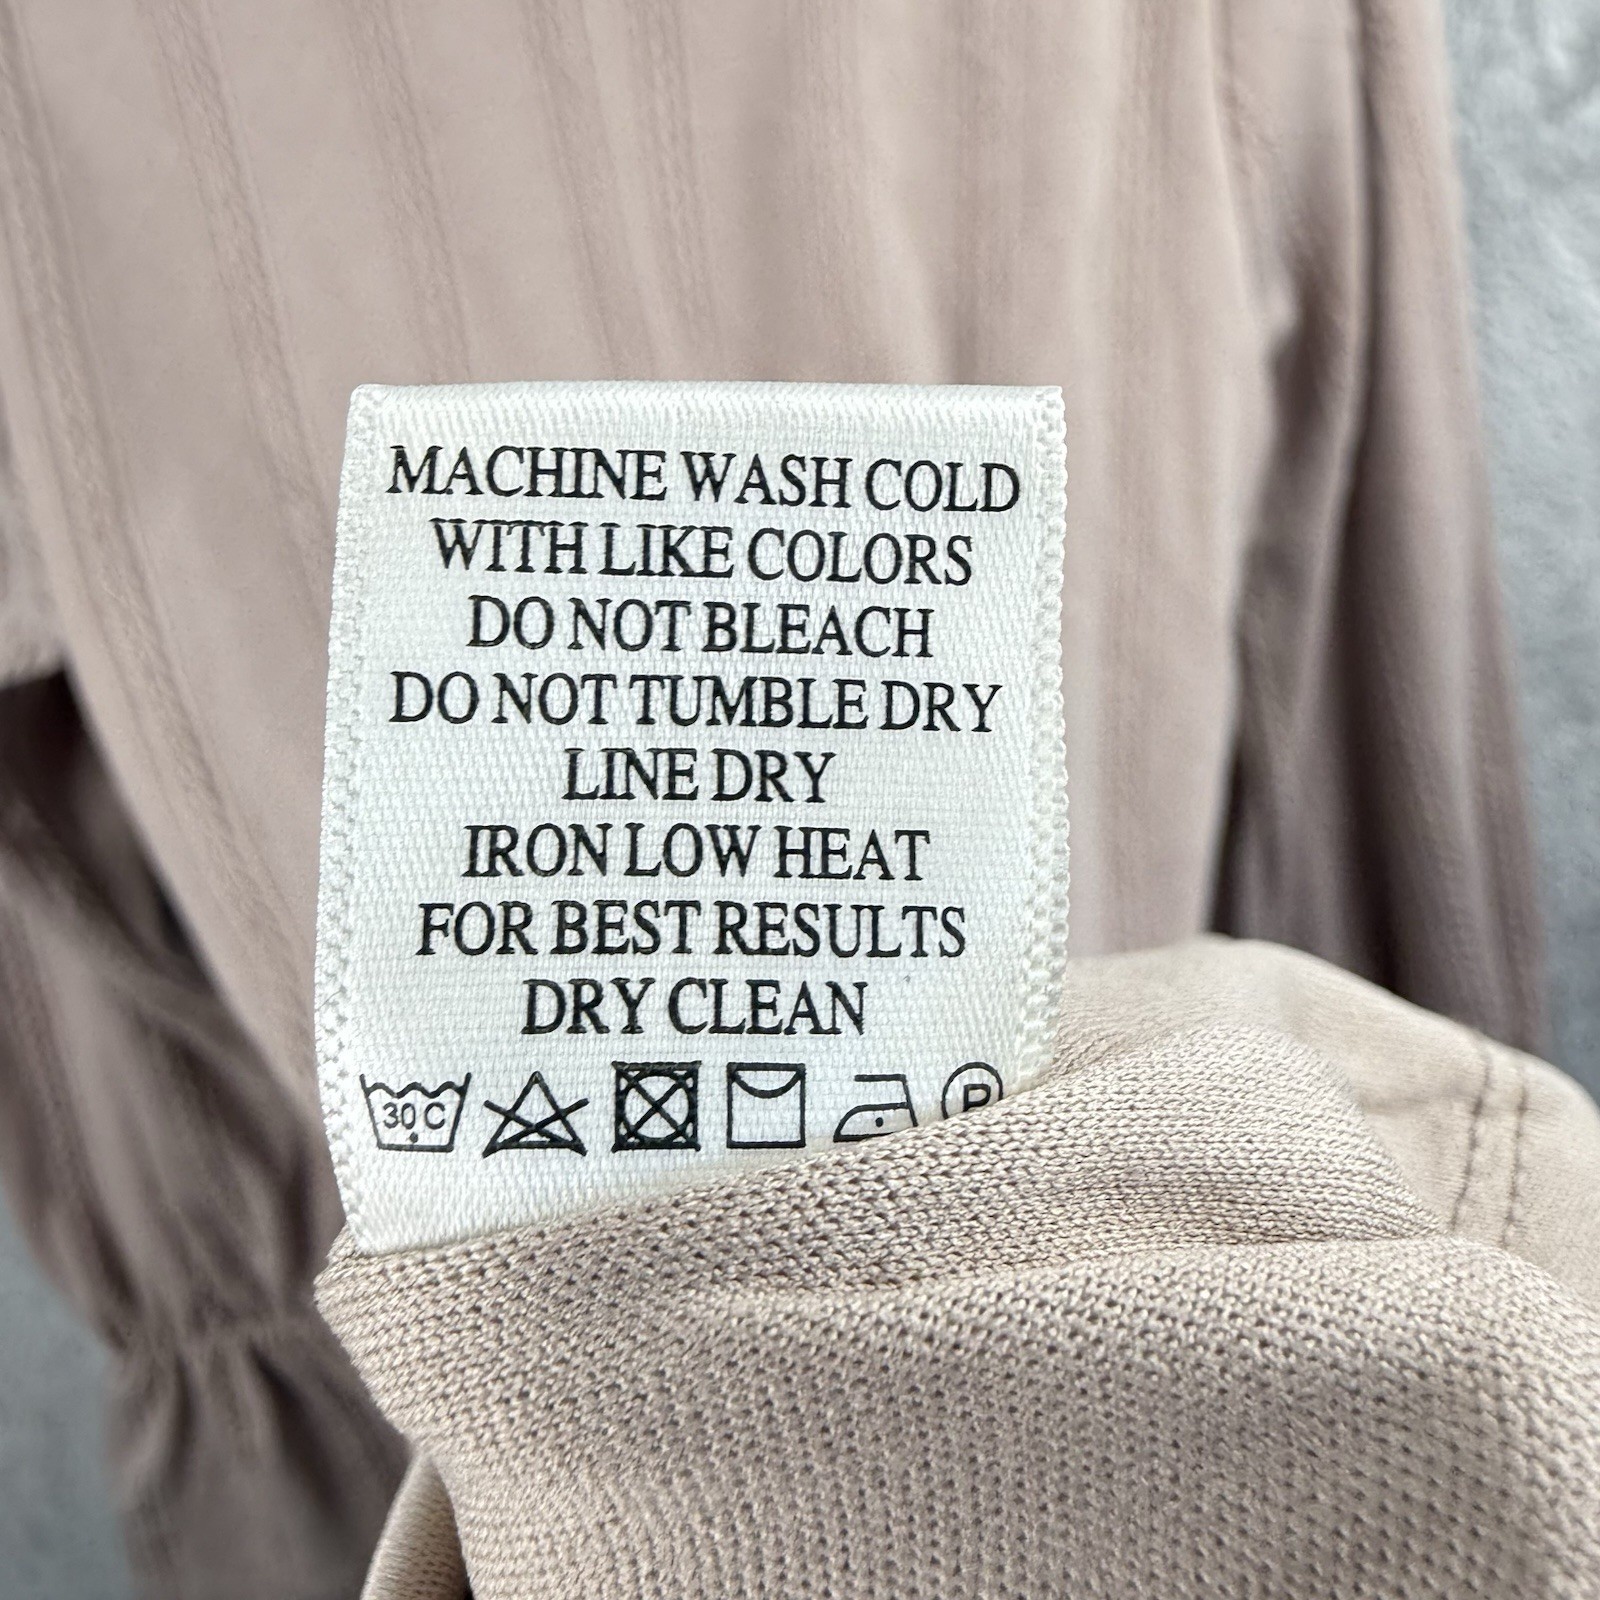 MACHINE WASH COLD
WITH LIKE COLORS
DO NOT BLEACH
DO NOT TUMBLE DRY
LINE DRY
IRON LOW HEAT
FOR BEST RESULTS
DRY CLEAN
30 C P